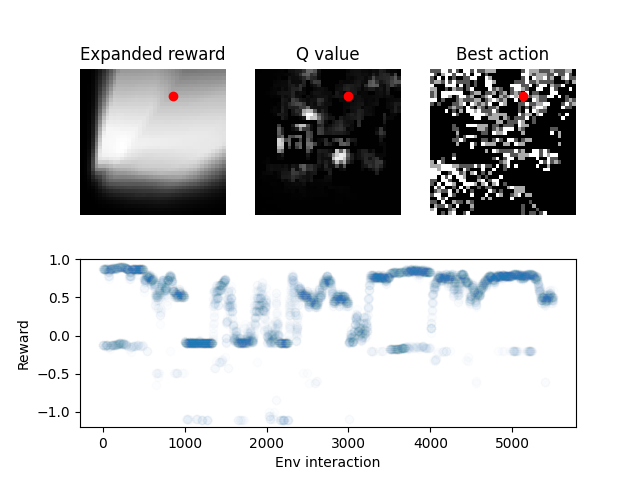 Expanded reward
Q value
Best action
1.0
0.5
0.0
−0.5
−1.0
Reward
0
1000
2000
3000
4000
5000
Env interaction